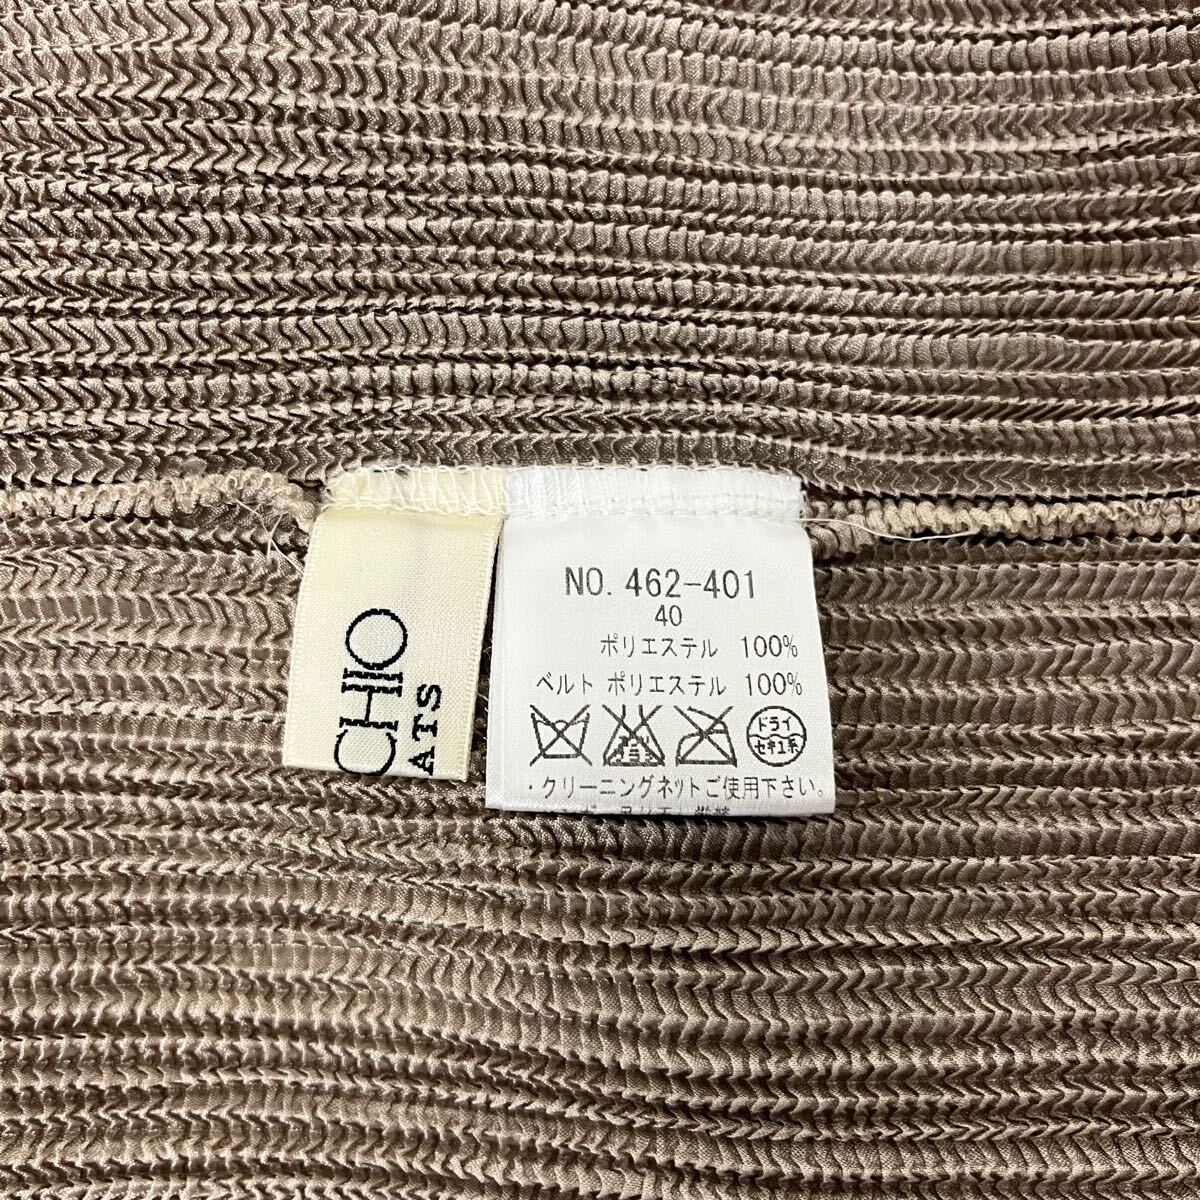 CHIO
ATS
NO. 462-401
40
ポリエステル 100%
ベルト ポリエステル 100%
ドライ
セキユ系
・クリーニングネットご使用下さい。